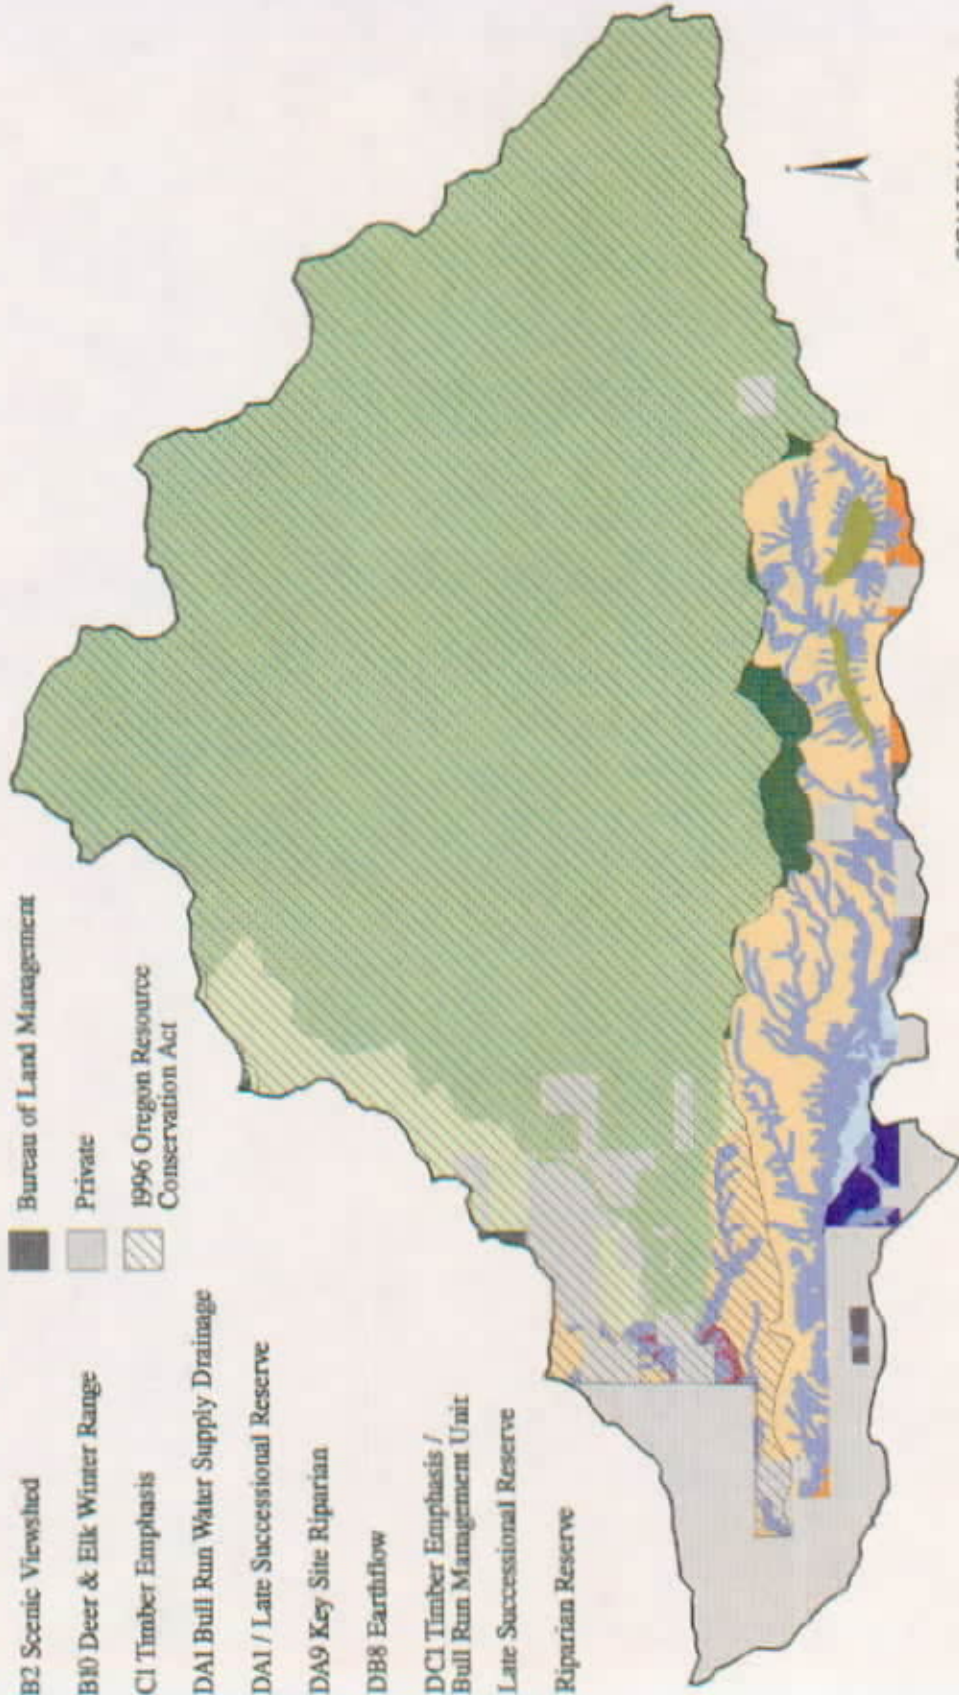 B2 Scenic Viewshed
B10 Deer & Elk Winter Range
C1 Timber Emphasis
DA1 Bull Run Water Supply Drainage
DA1 / Late Successional Reserve
DA9 Key Site Riparian
DB8 Earthflow
DC1 Timber Emphasis /
Bull Run Management Unit
Late Successional Reserve
Riparian Reserve
Bureau of Land Management
Private
1996 Oregon Resource
Conservation Act